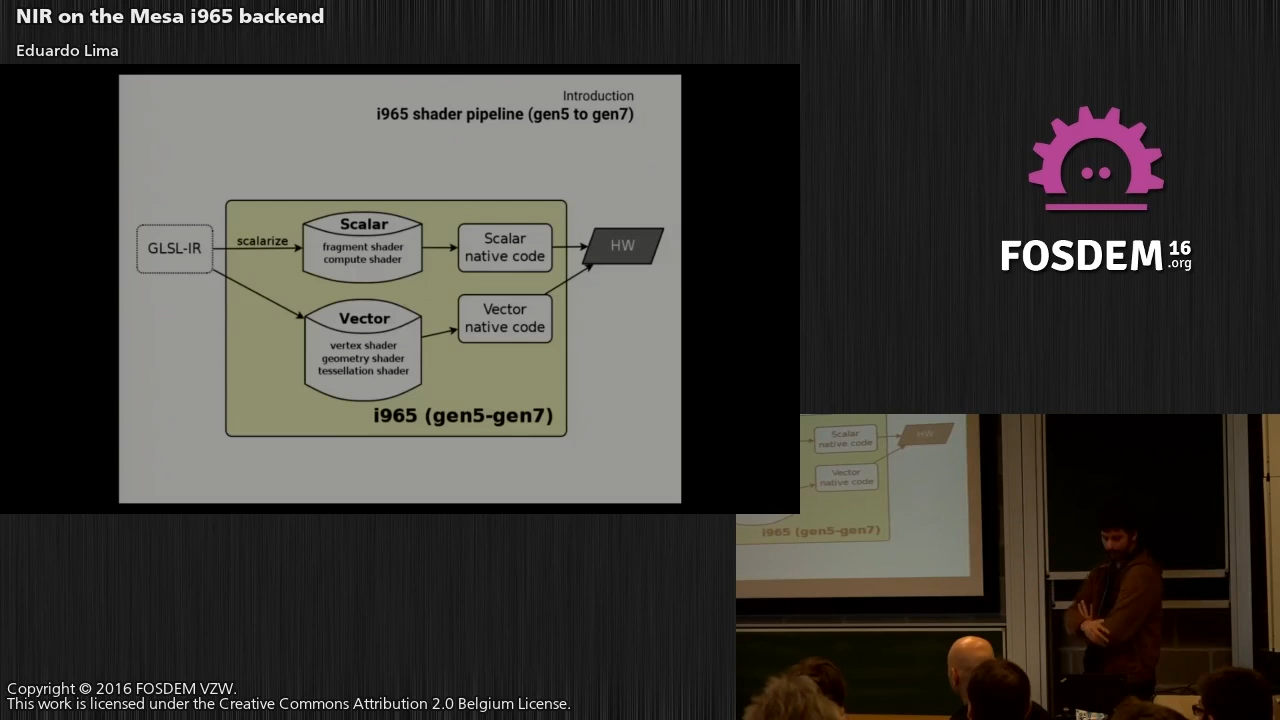 NIR on the Mesa i965 backend
Eduardo Lima
Introduction
i965 shader pipeline (gen5 to gen7)
GLSL-IR
scalarize
Scalar
fragment shader
compute shader
Scalar
native code
HW
Vector
vertex shader
geometry shader
tessellation shader
Vector
native code
i965 (gen5-gen7)
FOSDEM 16
.org
Scalar
native code
HW
Vector
native code
i965 (gen5-gen7)
Copyright © 2016 FOSDEM VZW.
This work is licensed under the Creative Commons Attribution 2.0 Belgium License.